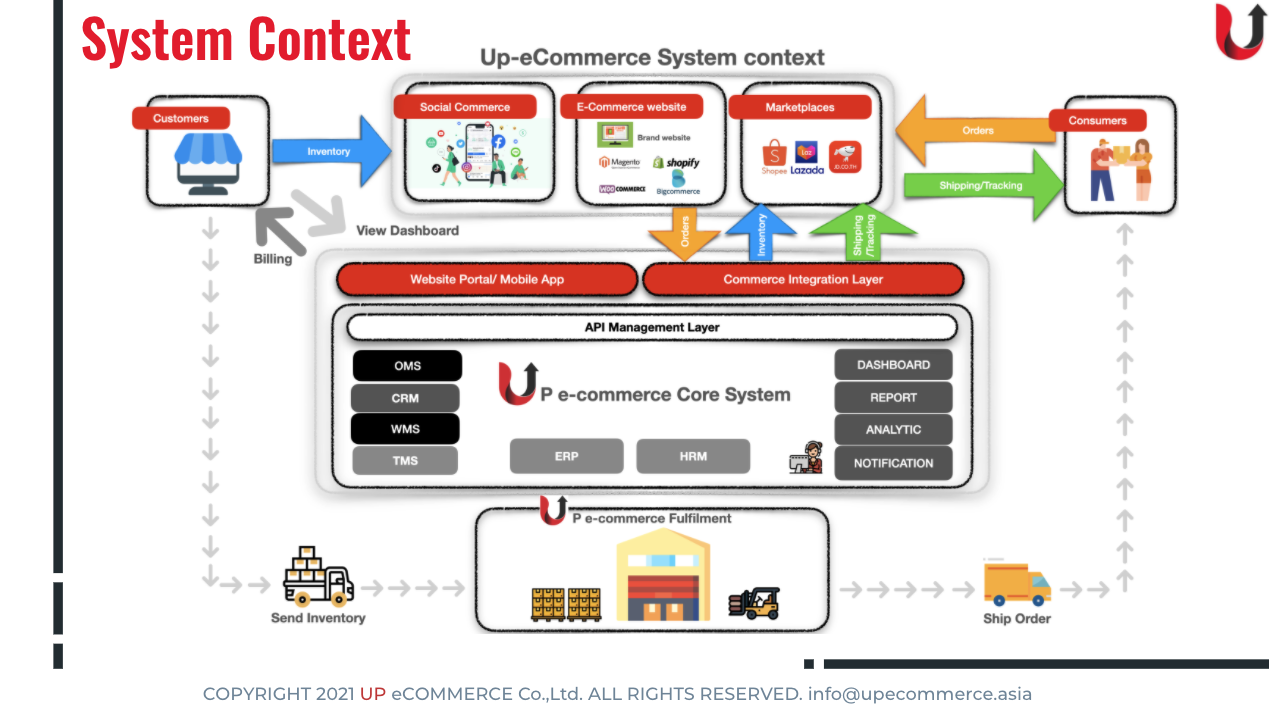 System Context
Up-eCommerce System context
Customers
Inventory
Social Commerce
E-Commerce website
Brand website
Magento
shopify
WOO COMMERCE
Bigcommerce
Marketplaces
Shopee
Laz
Lazada
JD.CO.TH
Orders
Shipping/Tracking
Consumers
View Dashboard
Billing
Orders
Inventory
Shipping
/Tracking
Website Portal/ Mobile App
Commerce Integration Layer
API Management Layer
OMS
CRM
WMS
TMS
P e-commerce Core System
ERP
HRM
DASHBOARD
REPORT
ANALYTIC
NOTIFICATION
P e-commerce Fulfilment
Send Inventory
Ship Order
COPYRIGHT 2021 UP eCOMMERCE Co.,Ltd. ALL RIGHTS RESERVED. info@upecommerce.asia